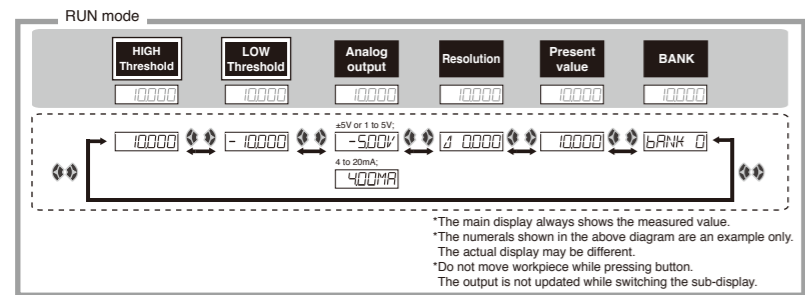 RUN mode
HIGH Threshold
LOW Threshold
Analog output
Resolution
Present value
BANK
10.000
10.000
10.000
10.000
10.000
10.000
±5V or 1 to 5V;
10.000
- 10.000
-5.00V
⊿ 0.000
10.000
bANK 0
4 to 20mA;
4.00MA
*The main display always shows the measured value.
*The numerals shown in the above diagram are an example only.
The actual display may be different.
*Do not move workpiece while pressing button.
The output is not updated while switching the sub-display.